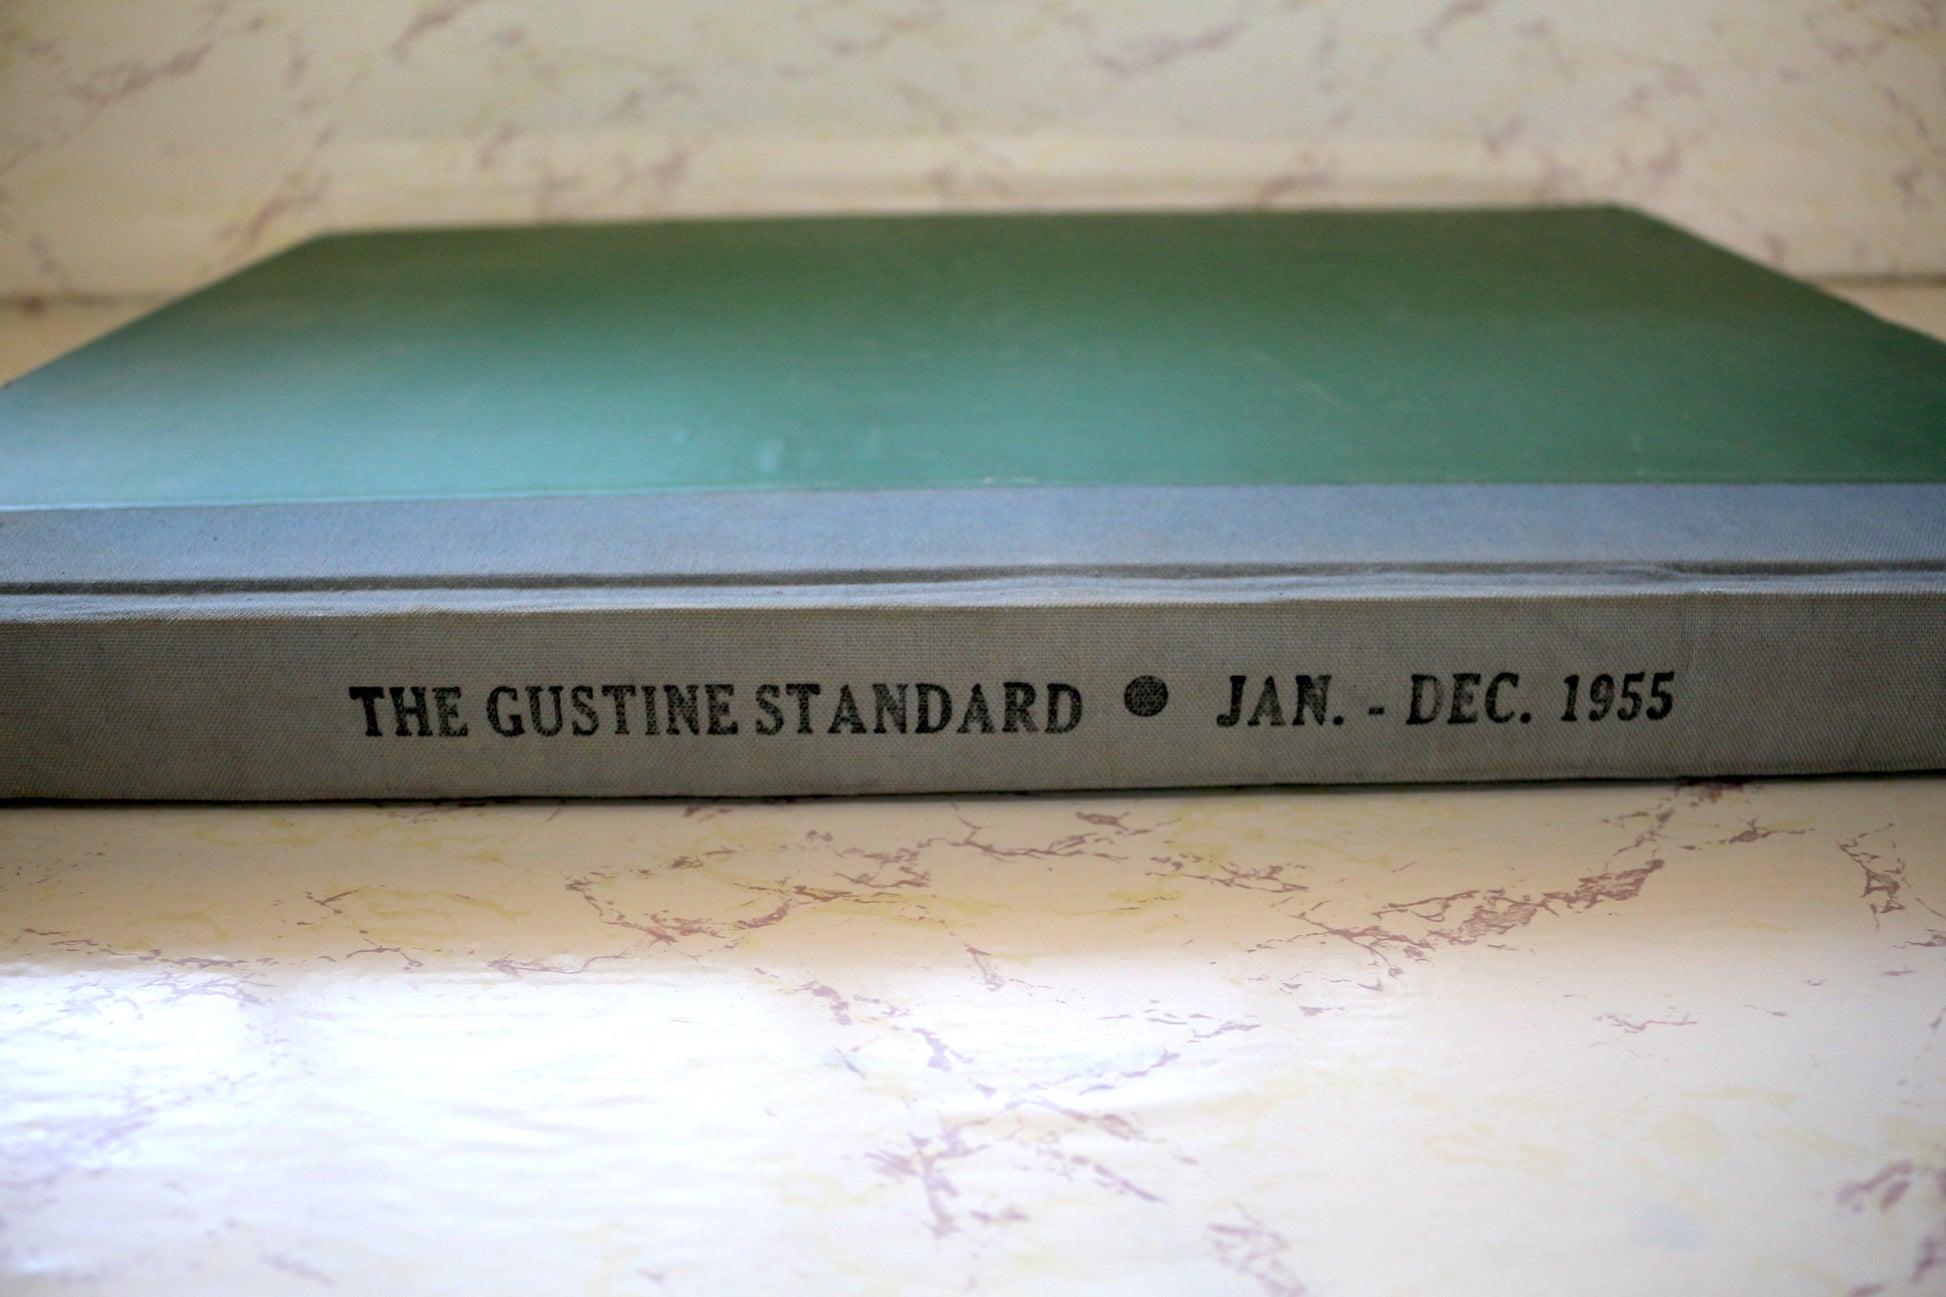 THE GUSTINE STANDARD ● JAN. - DEC. 1955